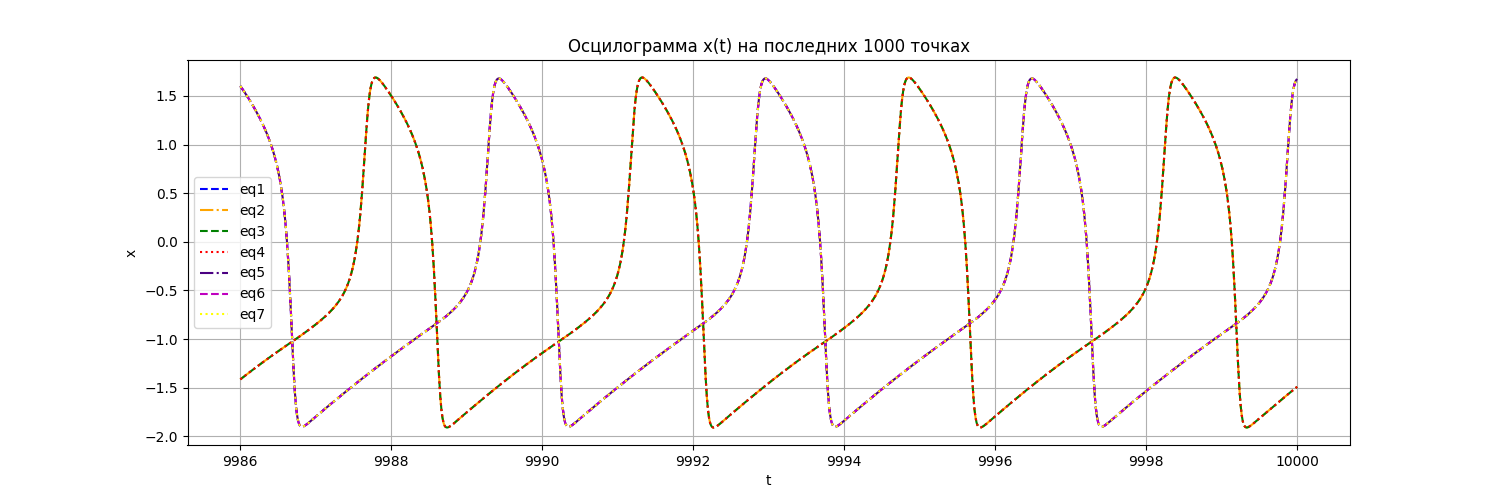 Осцилограмма x(t) на последних 1000 точках
x
1.5
1.0
0.5
0.0
−0.5
−1.0
−1.5
−2.0
eq1
eq2
eq3
eq4
eq5
eq6
eq7
9986
9988
9990
9992
9994
9996
9998
10000
t